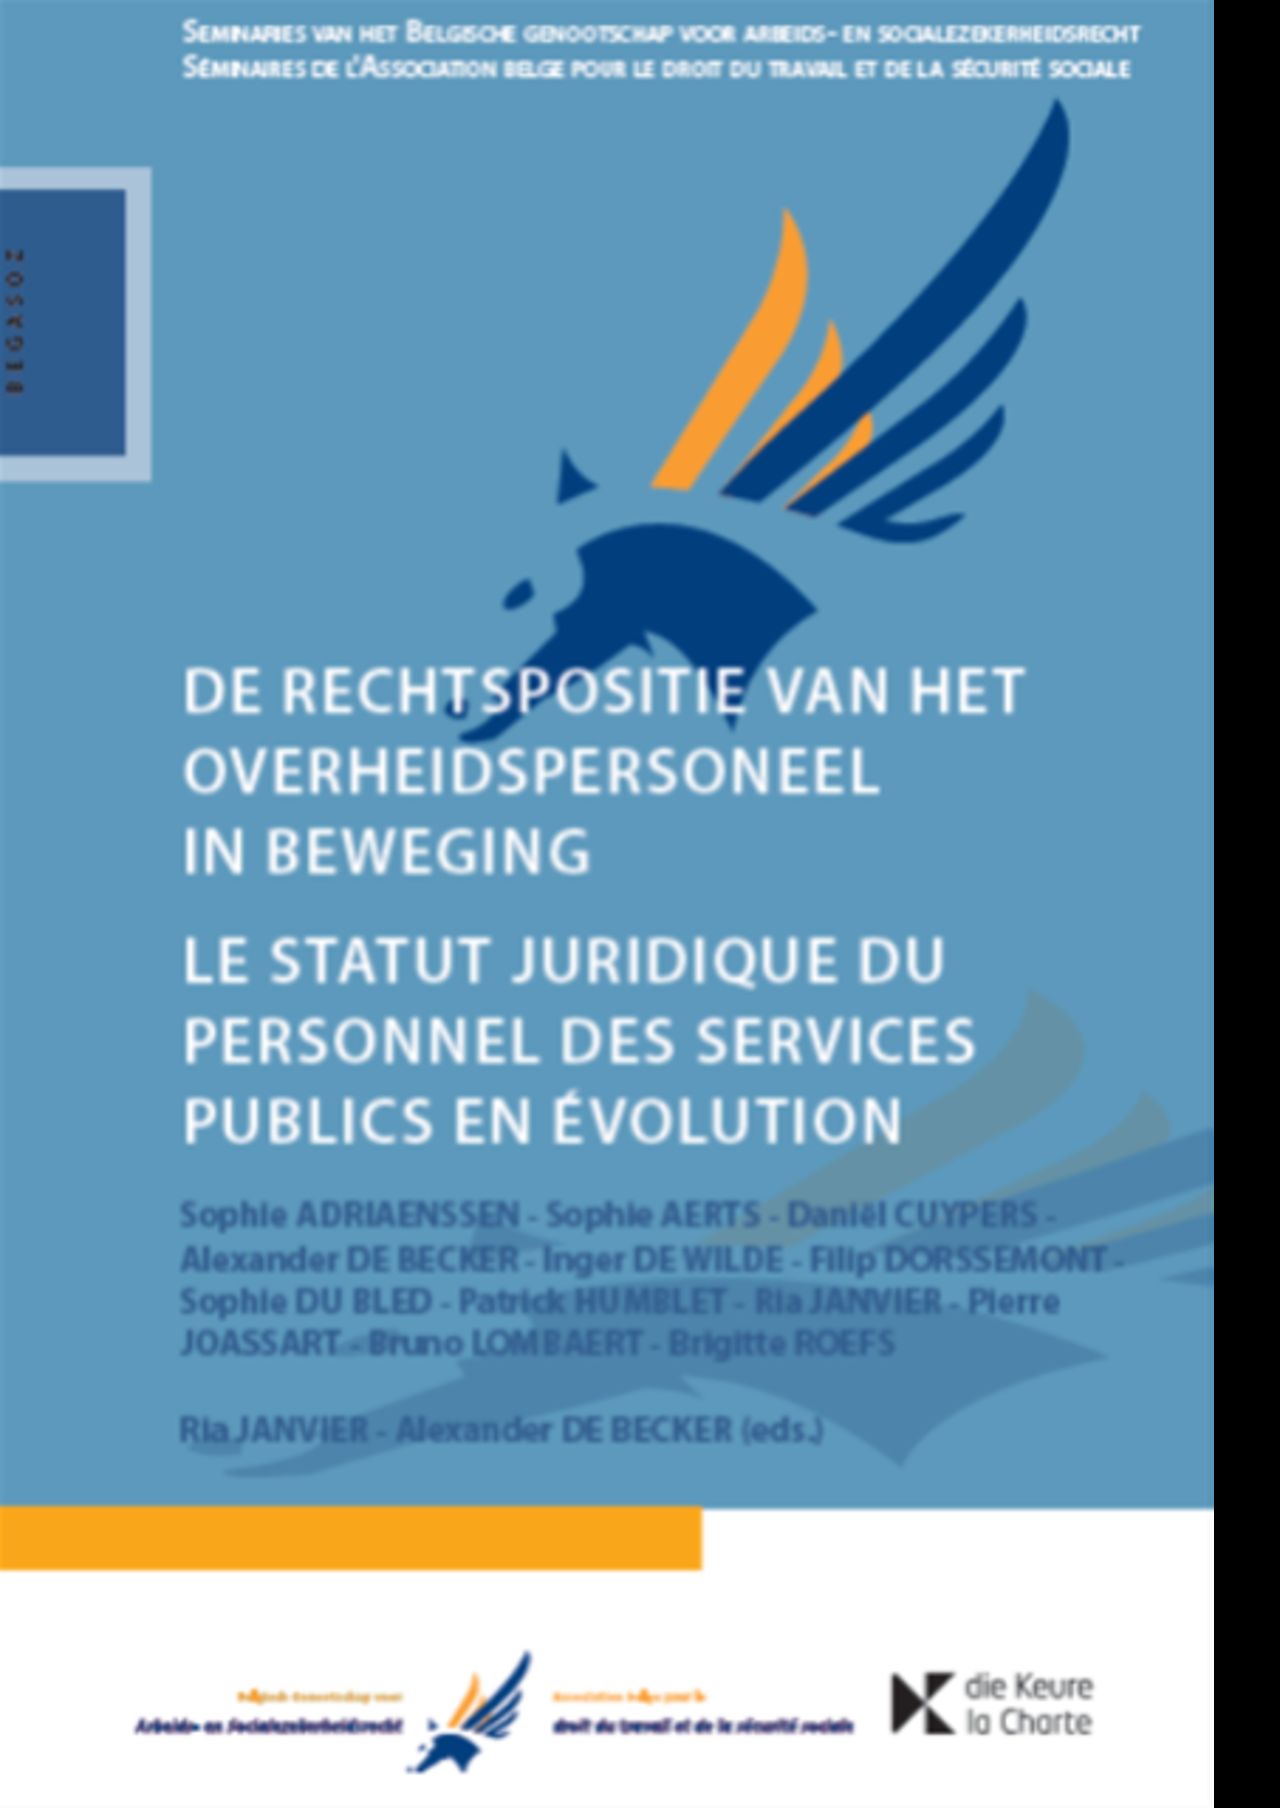 SEMINARIES VAN HET BELGISCHE GENOOTSCHAP VOOR ARBEIDS- EN SOCIALEZEKERHEIDSRECHT
SÉMINAIRES DE L'ASSOCIATION BELGE POUR LE DROIT DU TRAVAIL ET DE LA SÉCURITÉ SOCIALE
BEGASOZ
DE RECHTSPOSITIE VAN HET
OVERHEIDSPERSONEEL
IN BEWEGING
LE STATUT JURIDIQUE DU
PERSONNEL DES SERVICES
PUBLICS EN ÉVOLUTION
Sophie ADRIAENSSEN - Sophie AERTS - Daniël CUYPERS -
Alexander DE BECKER - Inger DE WILDE - Filip DORSSEMONT -
Sophie DU BLED - Patrick HUMBLET - Ria JANVIER - Pierre
JOASSART - Bruno LOMBAERT - Brigitte ROEFS
Ria JANVIER - Alexander DE BECKER (eds.)
Belgisch Genootschap voor
Arbeids- en Socialezekerheidsrecht
Association belge pour le
droit du travail et de la sécurité sociale
die Keure
la Charte